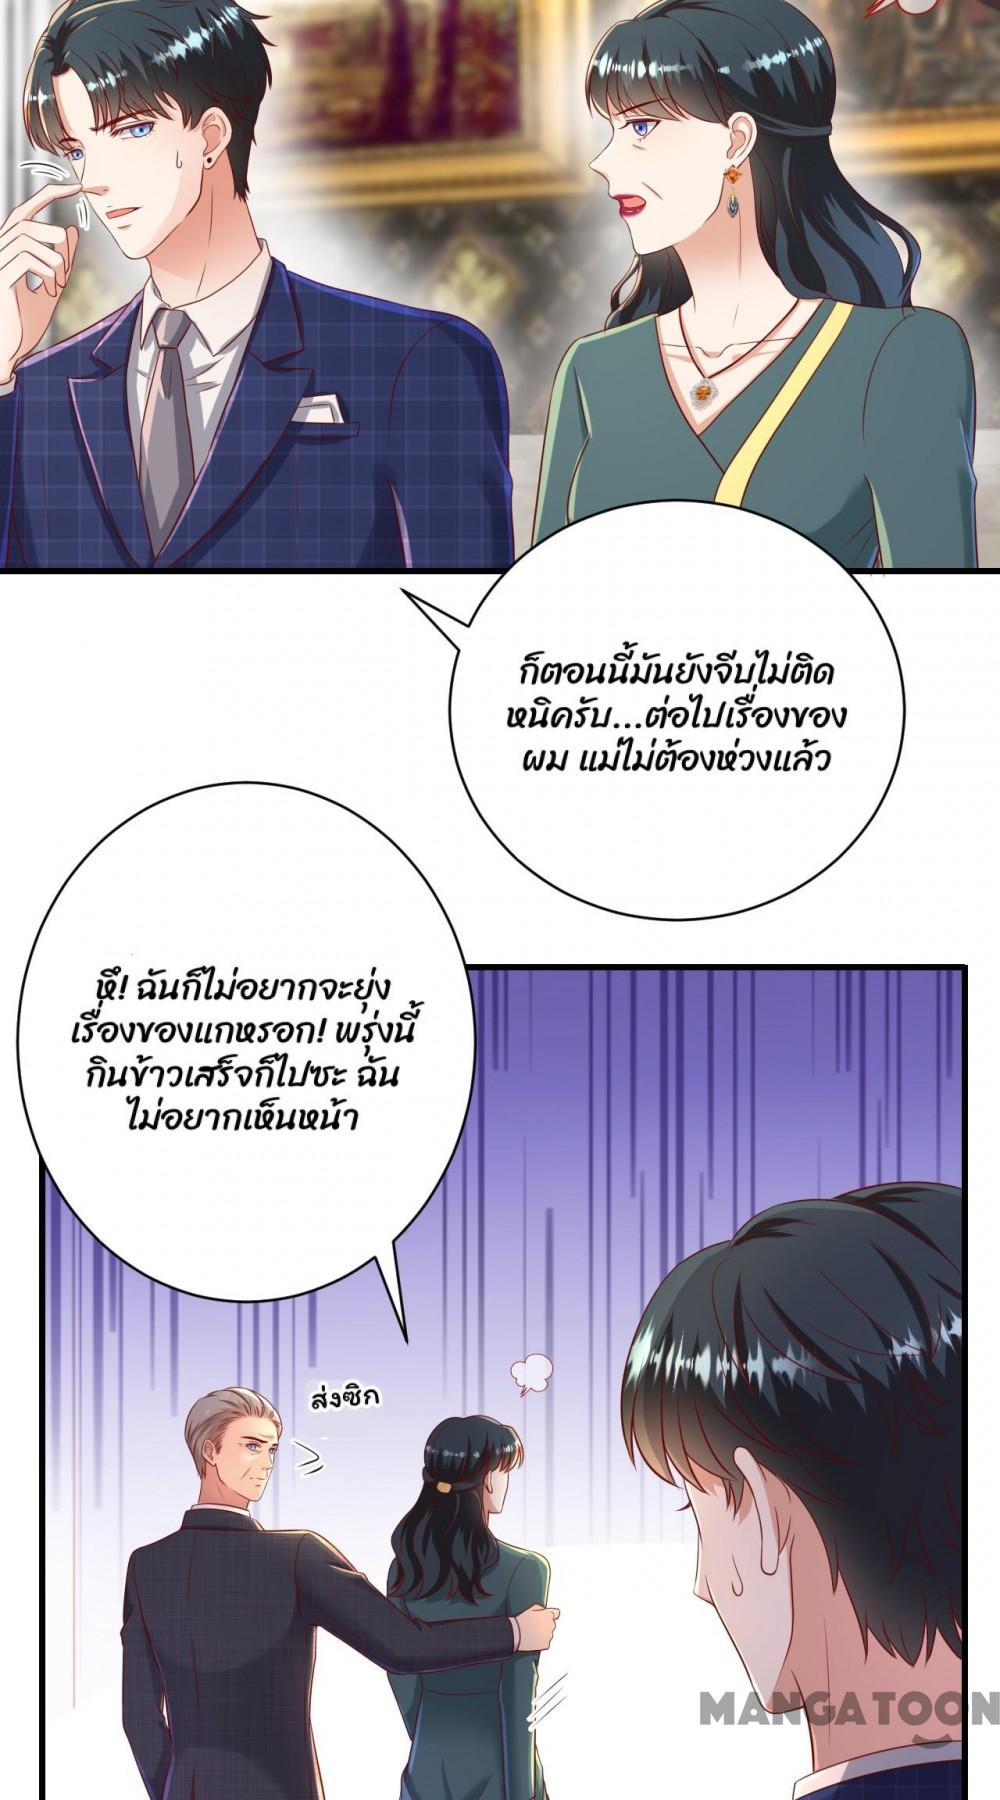 ก็ตอนนี้มันยังจีบไม่ติด
หนิครับ...ต่อไปเรื่องของ
ผม แม่ไม่ต้องห่วงแล้ว
หึ! ฉันก็ไม่อยากจะยุ่ง
เรื่องของแกหรอก! พรุ่งนี้
กินข้าวเสร็จก็ไปซะ ฉัน
ไม่อยากเห็นหน้า
ส่งซิก
MANGATOON